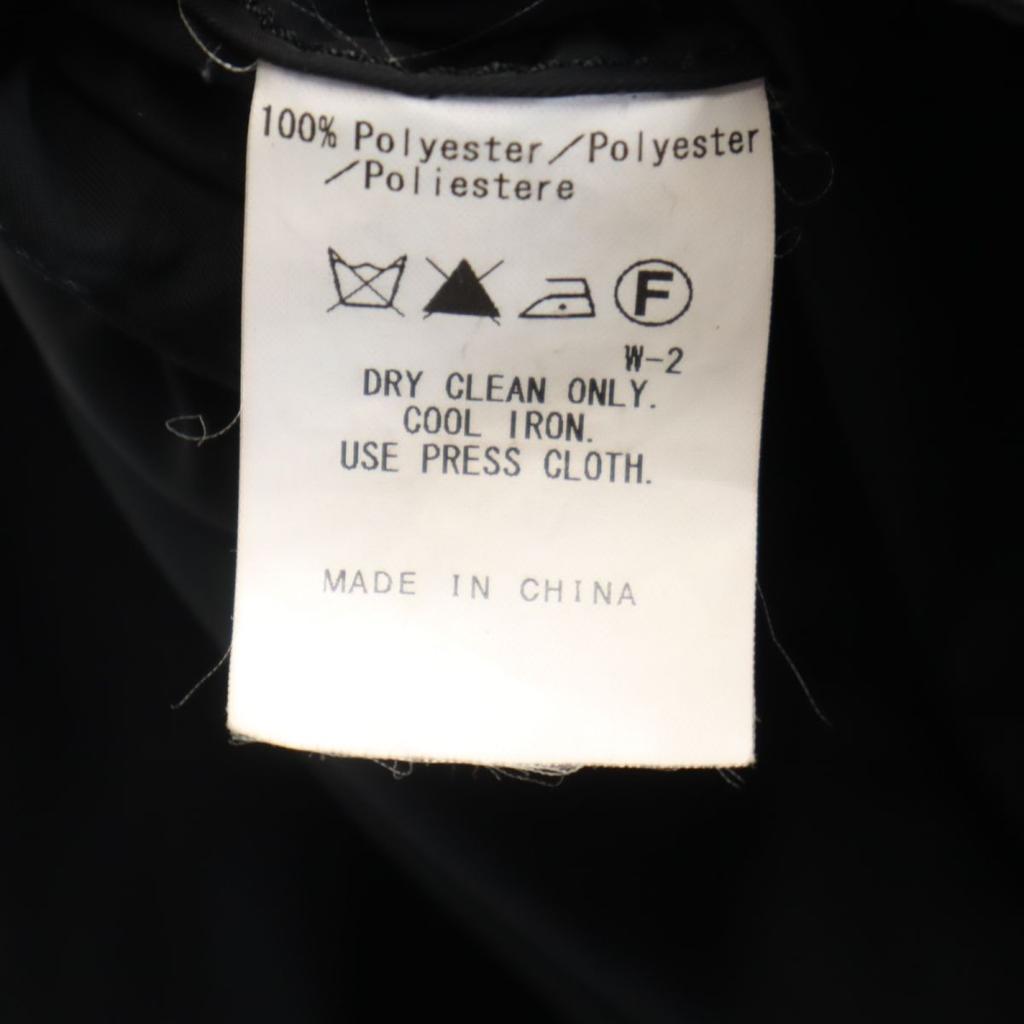 100% Polyester／Polyester
／Poliestere
F
W-2
DRY CLEAN ONLY.
COOL IRON.
USE PRESS CLOTH.
MADE IN CHINA